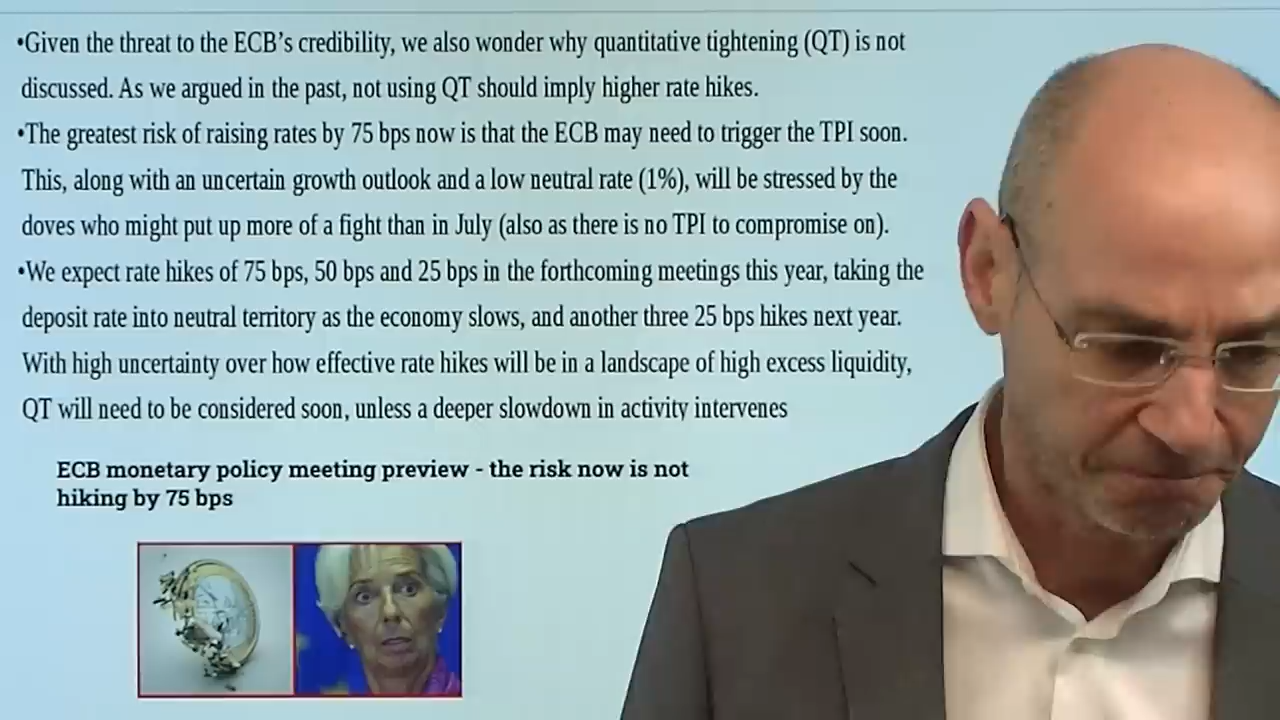 •Given the threat to the ECB’s credibility, we also wonder why quantitative tightening (QT) is not
discussed. As we argued in the past, not using QT should imply higher rate hikes.
•The greatest risk of raising rates by 75 bps now is that the ECB may need to trigger the TPI soon.
This, along with an uncertain growth outlook and a low neutral rate (1%), will be stressed by the
doves who might put up more of a fight than in July (also as there is no TPI to compromise on).
•We expect rate hikes of 75 bps, 50 bps and 25 bps in the forthcoming meetings this year, taking the
deposit rate into neutral territory as the economy slows, and another three 25 bps hikes next year.
With high uncertainty over how effective rate hikes will be in a landscape of high excess liquidity,
QT will need to be considered soon, unless a deeper slowdown in activity intervenes
ECB monetary policy meeting preview - the risk now is not
hiking by 75 bps